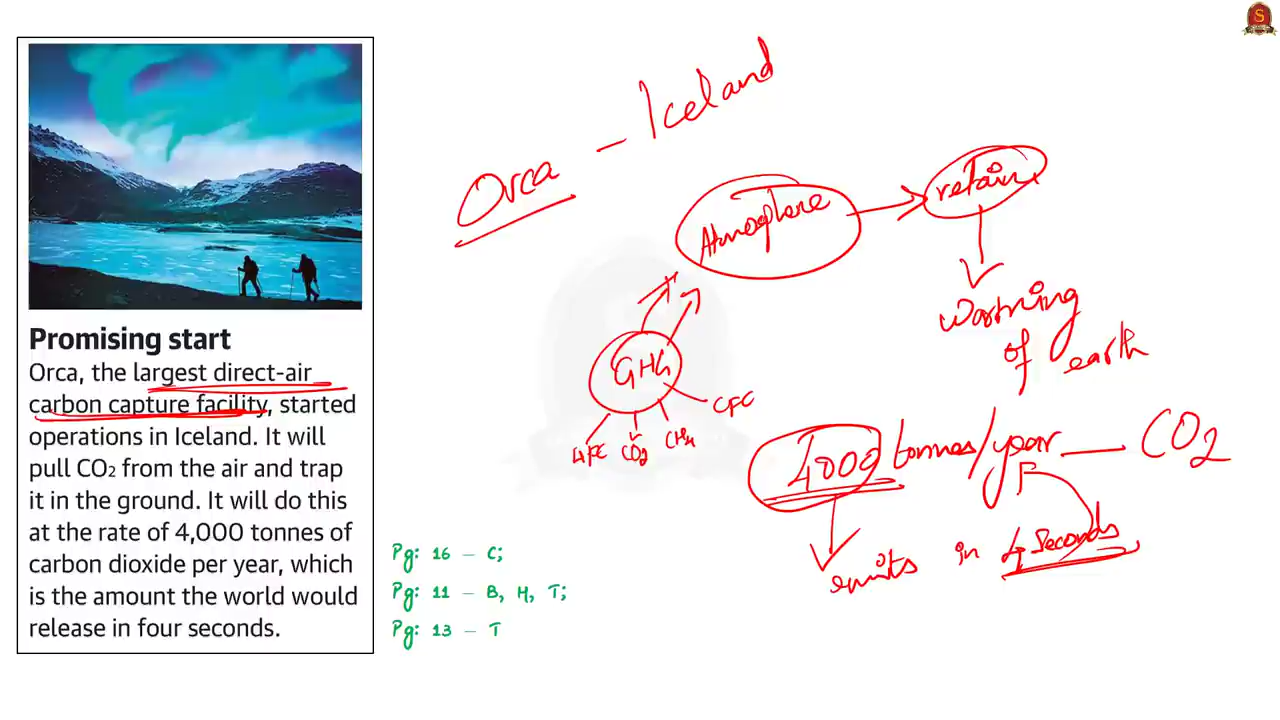 Promising start
Orca, the largest direct-air
carbon capture facility, started
operations in Iceland. It will
pull CO2 from the air and trap
it in the ground. It will do this
at the rate of 4,000 tonnes of
carbon dioxide per year, which
is the amount the world would
release in four seconds.
Orca - Iceland
Atmosphere
retain
warming
of earth
GHG
HFC CO2 CH4 CFC
4000 tonnes/year - CO2
emits in 4 seconds
Pg: 16 - C;
Pg: 11 - B, H, T;
Pg: 13 - T
S